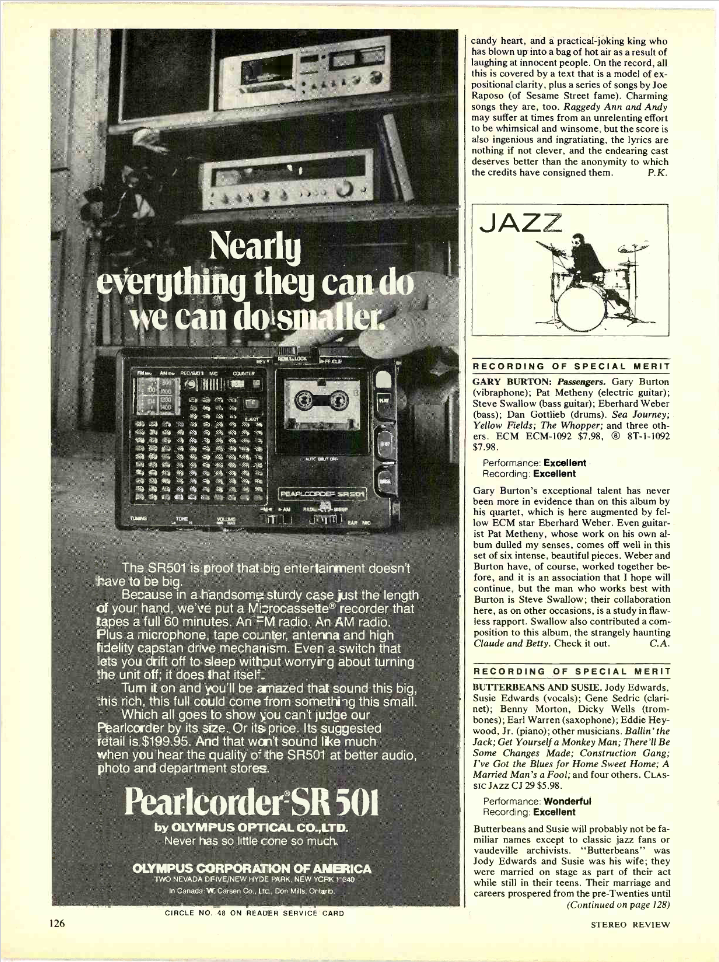 Nearly
everything they can do
we can do smaller.
FM MHz AM kHz REC/BATT MIC COUNTER
EJECT
PLAY
AUTO SHUT OFF
PEARLCORDER SR501
TUNING TONE VOLUME
EAR MIC
The SR501 is proof that big entertainment doesn't
have to be big.
Because in a handsome sturdy case just the length
of your hand, we've put a Microcassette® recorder that
tapes a full 60 minutes. An FM radio. An AM radio.
Plus a microphone, tape counter, antenna and high
fidelity capstan drive mechanism. Even a switch that
lets you drift off to sleep without worrying about turning
the unit off; it does that itself.
Turn it on and you'll be amazed that sound this big,
this rich, this full could come from something this small.
Which all goes to show you can't judge our
Pearlcorder by its size. Or its price. Its suggested
retail is $199.95. And that won't sound like much
when you hear the quality of the SR501 at better audio,
photo and department stores.
Pearlcorder® SR501
by OLYMPUS OPTICAL CO., LTD.
Never has so little done so much.
OLYMPUS CORPORATION OF AMERICA
TWO NEVADA DRIVE/NEW HYDE PARK, NEW YORK 11040
In Canada: W. Carsen Co., Ltd., Don Mills, Ontario.
CIRCLE NO. 48 ON READER SERVICE CARD
candy heart, and a practical-joking king who
has blown up into a bag of hot air as a result of
laughing at innocent people. On the record, all
this is covered by a text that is a model of ex-
positional clarity, plus a series of songs by Joe
Raposo (of Sesame Street fame). Charming
songs they are, too. Raggedy Ann and Andy
may suffer at times from an unrelenting effort
to be whimsical and winsome, but the score is
also ingenious and ingratiating, the lyrics are
nothing if not clever, and the endearing cast
deserves better than the anonymity to which
the credits have consigned them. P.K.
JAZZ
RECORDING OF SPECIAL MERIT
GARY BURTON: Passengers. Gary Burton
(vibraphone); Pat Metheny (electric guitar);
Steve Swallow (bass guitar); Eberhard Weber
(bass); Dan Gottlieb (drums). Sea Journey;
Yellow Fields; The Whopper; and three oth-
ers. ECM ECM-1092 $7.98, ⑧ 8T-1-1092
$7.98.
Performance: Excellent
Recording: Excellent
Gary Burton's exceptional talent has never
been more in evidence than on this album by
his quartet, which is here augmented by fel-
low ECM star Eberhard Weber. Even guitar-
ist Pat Metheny, whose work on his own al-
bum dulled my senses, comes off well in this
set of six intense, beautiful pieces. Weber and
Burton have, of course, worked together be-
fore, and it is an association that I hope will
continue, but the man who works best with
Burton is Steve Swallow; their collaboration
here, as on other occasions, is a study in flaw-
less rapport. Swallow also contributed a com-
position to this album, the strangely haunting
Claude and Betty. Check it out. C.A.
RECORDING OF SPECIAL MERIT
BUTTERBEANS AND SUSIE. Jody Edwards,
Susie Edwards (vocals); Gene Sedric (clari-
net); Benny Morton, Dicky Wells (trom-
bones); Earl Warren (saxophone); Eddie Hey-
wood, Jr. (piano); other musicians. Ballin' the
Jack; Get Yourself a Monkey Man; There'll Be
Some Changes Made; Construction Gang;
I've Got the Blues for Home Sweet Home; A
Married Man's a Fool; and four others. CLAS-
SIC JAZZ CJ 29 $5.98.
Performance: Wonderful
Recording: Excellent
Butterbeans and Susie will probably not be fa-
miliar names except to classic jazz fans or
vaudeville archivists. "Butterbeans" was
Jody Edwards and Susie was his wife; they
were married on stage as part of their act
while still in their teens. Their marriage and
careers prospered from the pre-Twenties until
(Continued on page 128)
126
STEREO REVIEW